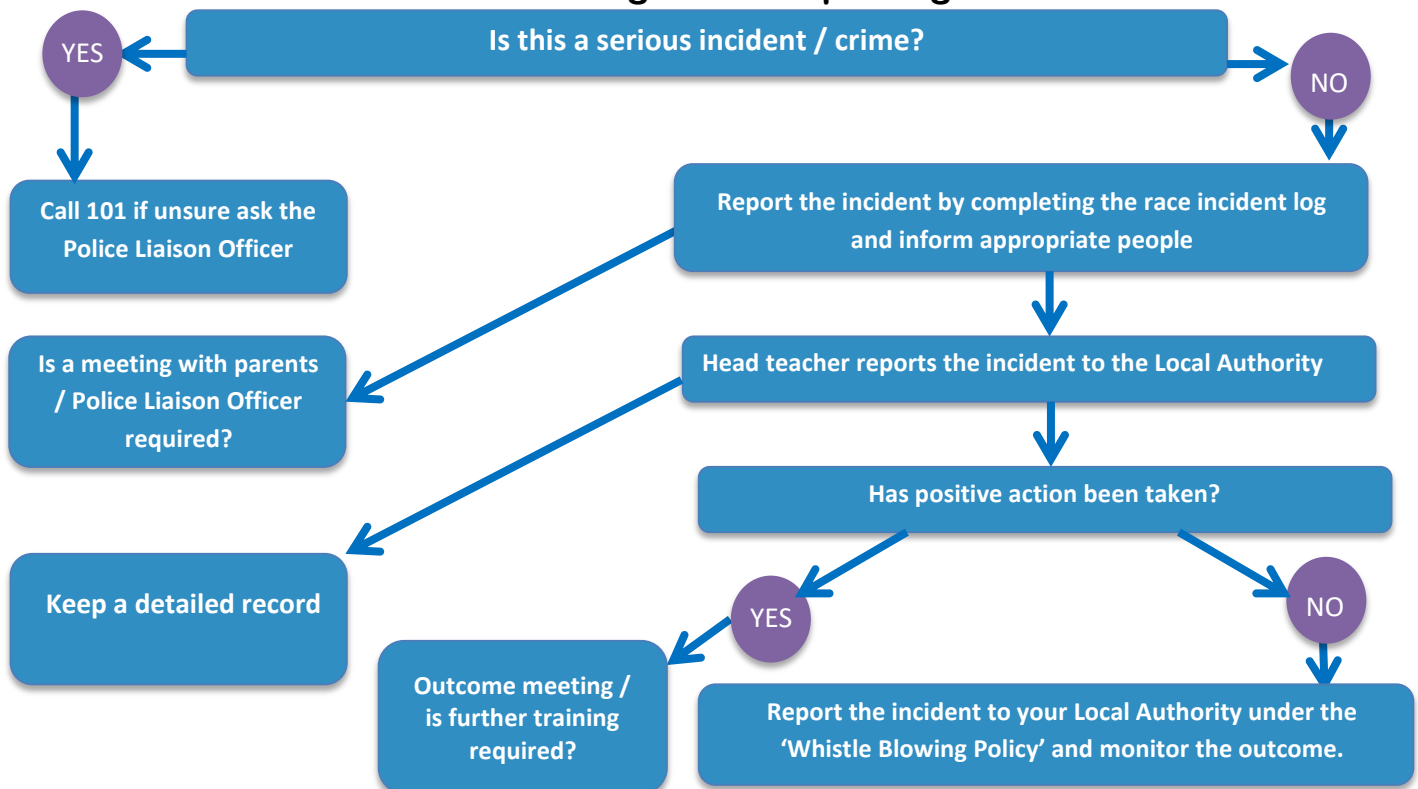 Is this a serious incident / crime?
YES
NO
Call 101 if unsure ask the
Police Liaison Officer
Report the incident by completing the race incident log
and inform appropriate people
Is a meeting with parents
/ Police Liaison Officer
required?
Head teacher reports the incident to the Local Authority
Has positive action been taken?
Keep a detailed record
YES
NO
Outcome meeting /
is further training
required?
Report the incident to your Local Authority under the
‘Whistle Blowing Policy’ and monitor the outcome.